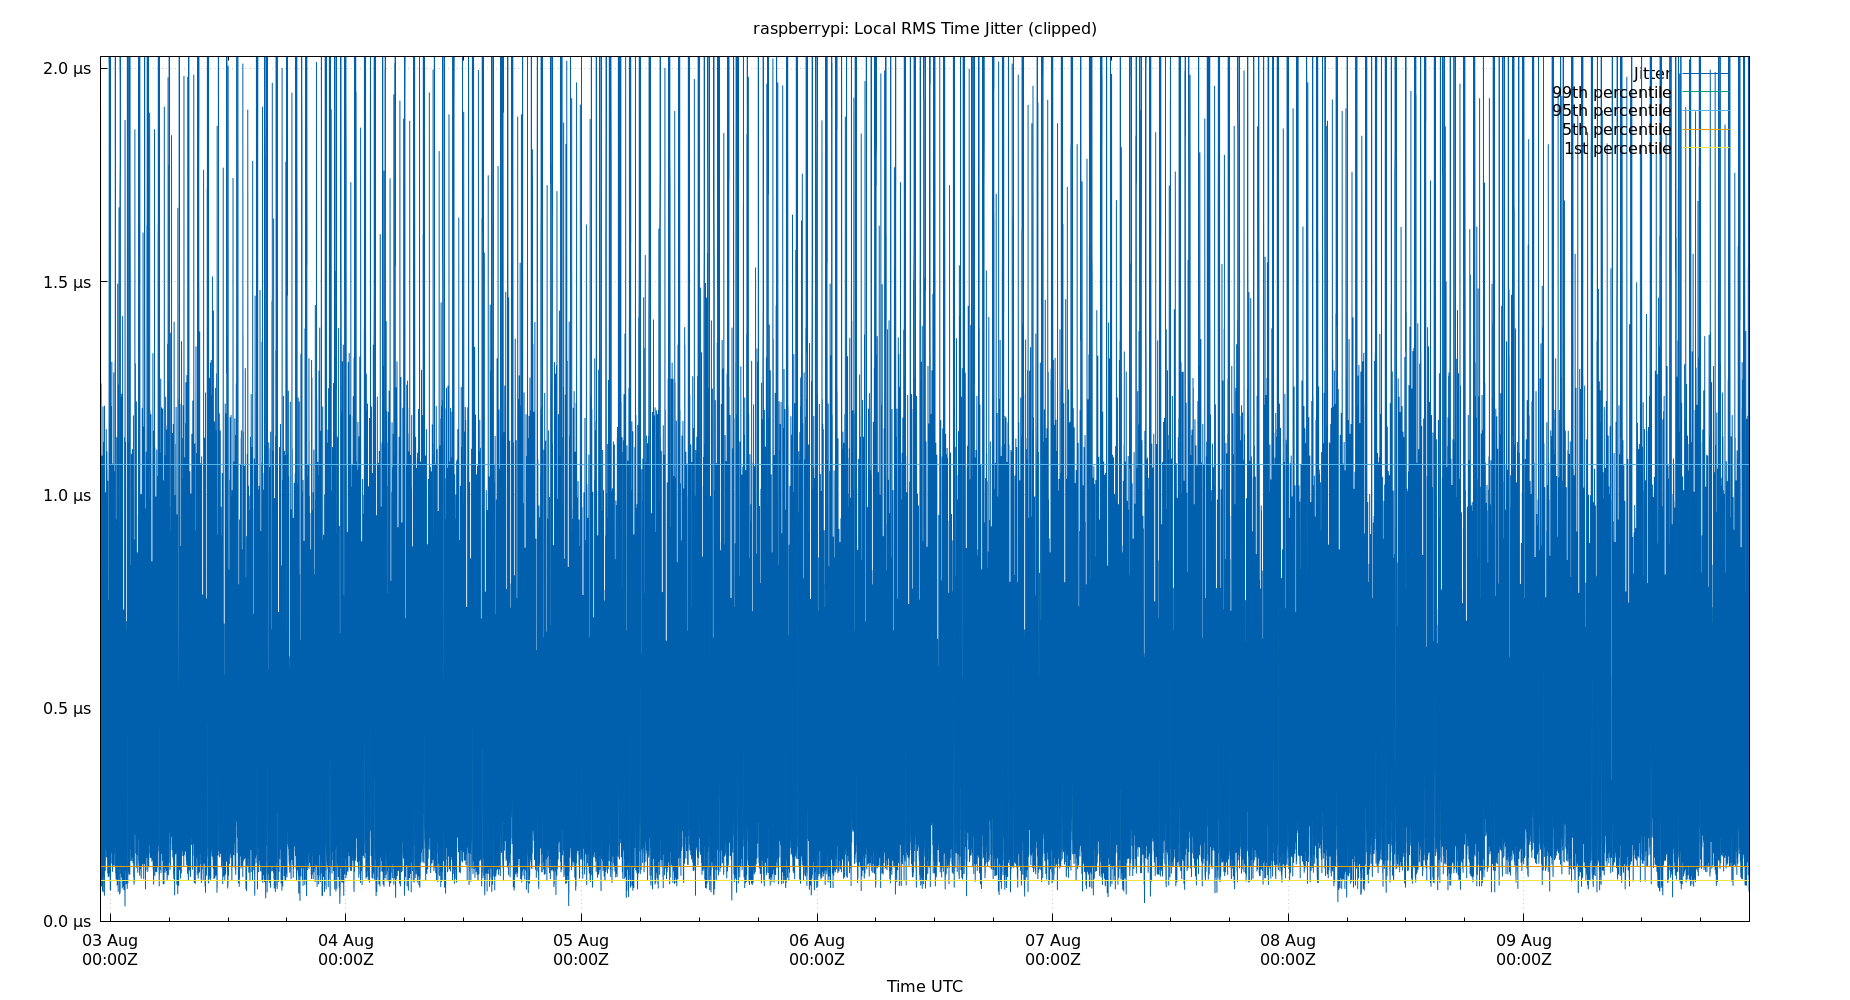 raspberrypi: Local RMS Time Jitter (clipped)
2.0 µs
Jitter
99th percentile
95th percentile
5th percentile
1st percentile
1.5 µs
1.0 µs
0.5 µs
0.0 µs
03 Aug 04 Aug 05 Aug 06 Aug 07 Aug 08 Aug 09 Aug
00:00Z 00:00Z 00:00Z 00:00Z 00:00Z 00:00Z 00:00Z
Time UTC